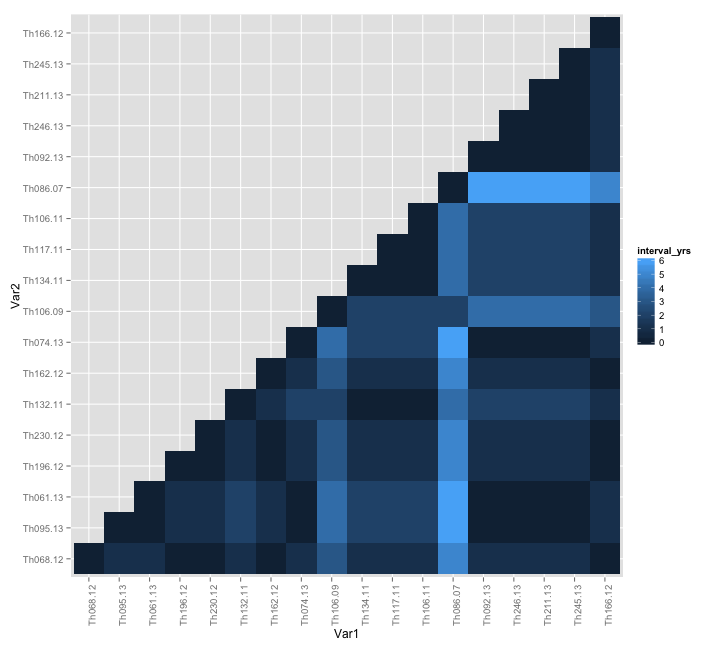 Th166.12
Th245.13
Th211.13
Th246.13
Th092.13
Th086.07
Th106.11
Th117.11
Th134.11
Th106.09
Th074.13
Th162.12
Th132.11
Th230.12
Th196.12
Th061.13
Th095.13
Th068.12
Var2
interval_yrs
6
5
4
3
2
1
0
Th068.12
Th095.13
Th061.13
Th196.12
Th230.12
Th132.11
Th162.12
Th074.13
Th106.09
Th134.11
Th117.11
Th106.11
Th086.07
Th092.13
Th246.13
Th211.13
Th245.13
Th166.12
Var1